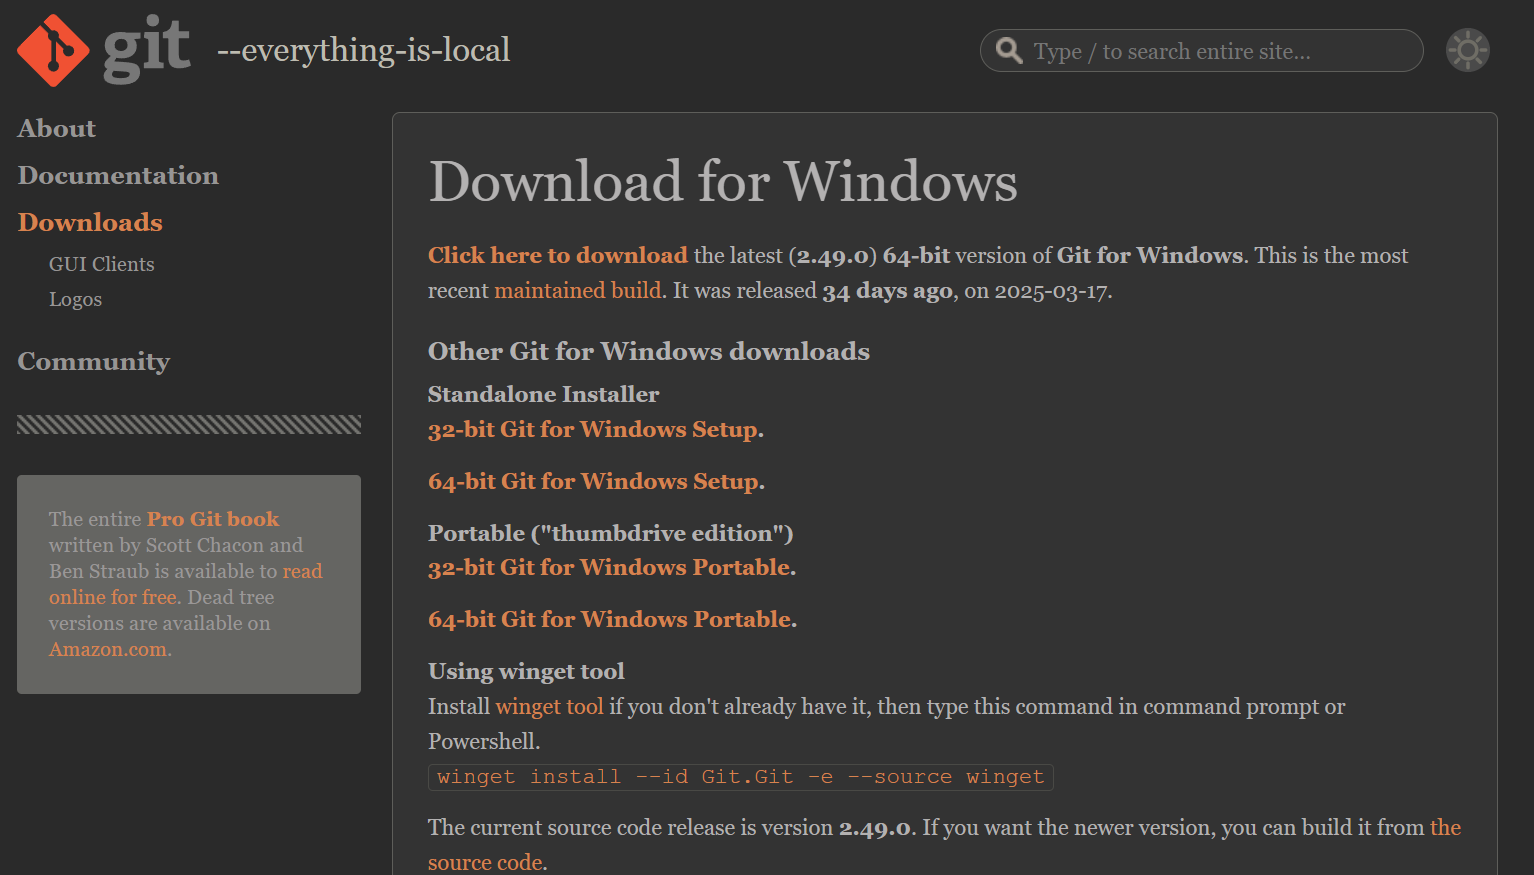 git --everything-is-local
Type / to search entire site...
About
Documentation
Downloads
GUI Clients
Logos
Community
The entire Pro Git book
written by Scott Chacon and
Ben Straub is available to read
online for free. Dead tree
versions are available on
Amazon.com.
Download for Windows
Click here to download the latest (2.49.0) 64-bit version of Git for Windows. This is the most
recent maintained build. It was released 34 days ago, on 2025-03-17.
Other Git for Windows downloads
Standalone Installer
32-bit Git for Windows Setup.
64-bit Git for Windows Setup.
Portable ("thumbdrive edition")
32-bit Git for Windows Portable.
64-bit Git for Windows Portable.
Using winget tool
Install winget tool if you don't already have it, then type this command in command prompt or
Powershell.
winget install --id Git.Git -e --source winget
The current source code release is version 2.49.0. If you want the newer version, you can build it from the
source code.